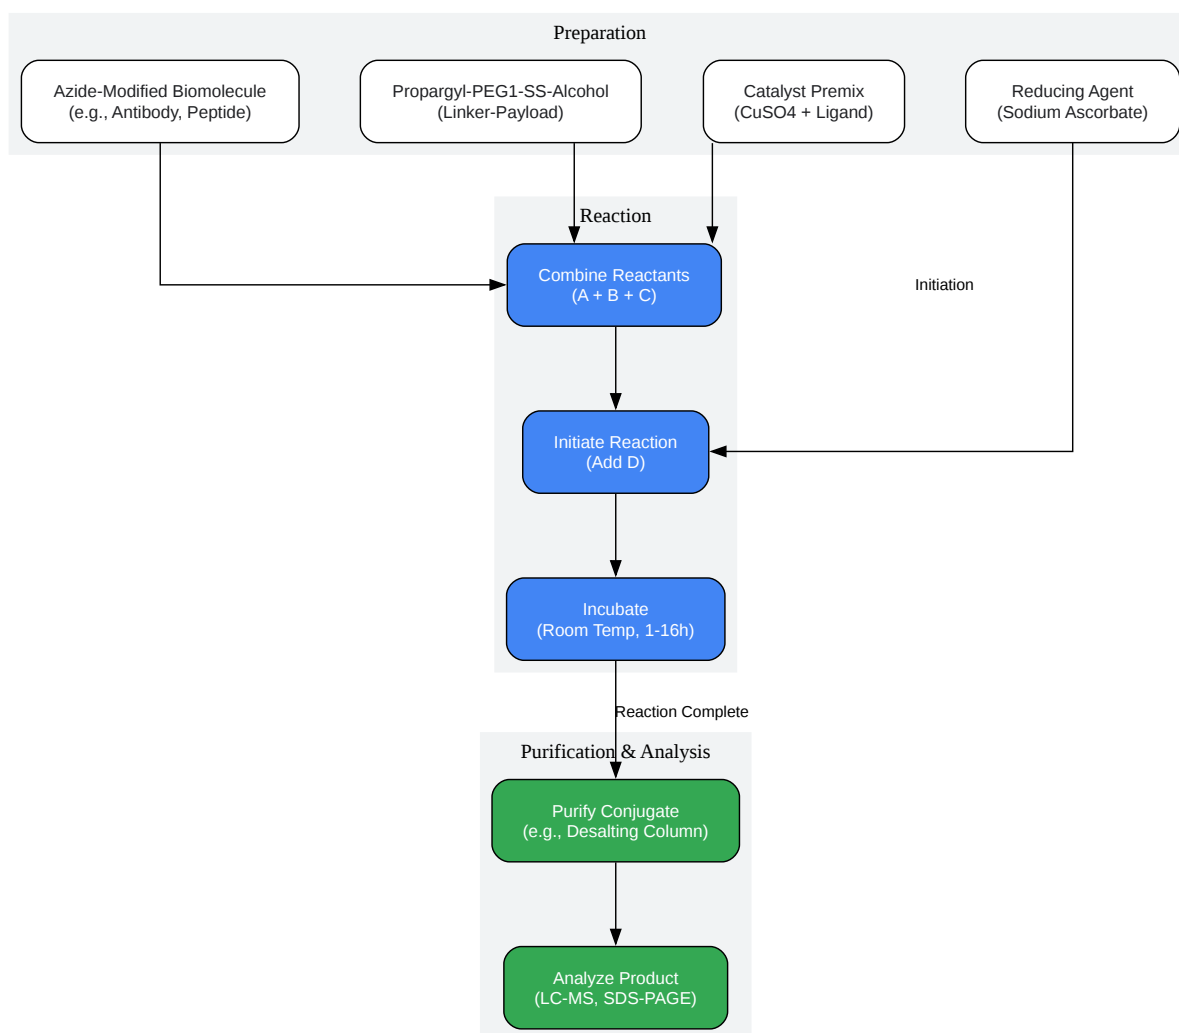 Preparation
Azide-Modified Biomolecule
(e.g., Antibody, Peptide)
Propargyl-PEG1-SS-Alcohol
(Linker-Payload)
Catalyst Premix
(CuSO4 + Ligand)
Reducing Agent
(Sodium Ascorbate)
Reaction
Combine Reactants
(A + B + C)
Initiation
Initiate Reaction
(Add D)
Incubate
(Room Temp, 1-16h)
Reaction Complete
Purification & Analysis
Purify Conjugate
(e.g., Desalting Column)
Analyze Product
(LC-MS, SDS-PAGE)